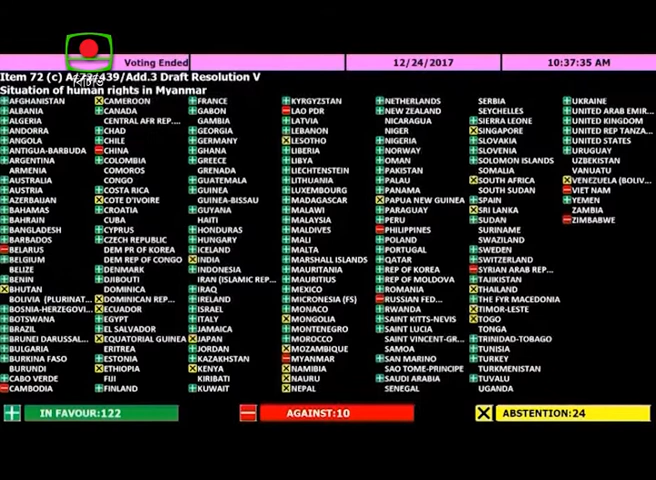 Voting Ended
12/24/2017
10:37:35 AM
Item 72 (c) A/72/439/Add.3 Draft Resolution V
Situation of human rights in Myanmar
AFGHANISTAN
ALBANIA
ALGERIA
ANDORRA
ANGOLA
ANTIGUA-BARBUDA
ARGENTINA
ARMENIA
AUSTRALIA
AUSTRIA
AZERBAIJAN
BAHAMAS
BAHRAIN
BANGLADESH
BARBADOS
BELARUS
BELGIUM
BELIZE
BENIN
BHUTAN
BOLIVIA (PLURINAT...
BOSNIA-HERZEGOVI...
BOTSWANA
BRAZIL
BRUNEI DARUSSAL...
BULGARIA
BURKINA FASO
BURUNDI
CABO VERDE
CAMBODIA
CAMEROON
CANADA
CENTRAL AFR REP...
CHAD
CHILE
CHINA
COLOMBIA
COMOROS
CONGO
COSTA RICA
COTE D'IVOIRE
CROATIA
CUBA
CYPRUS
CZECH REPUBLIC
DEM PR OF KOREA
DEM REP OF CONGO
DENMARK
DJIBOUTI
DOMINICA
DOMINICAN REP...
ECUADOR
EGYPT
EL SALVADOR
EQUATORIAL GUINEA
ERITREA
ESTONIA
ETHIOPIA
FIJI
FINLAND
FRANCE
GABON
GAMBIA
GEORGIA
GERMANY
GHANA
GREECE
GRENADA
GUATEMALA
GUINEA
GUINEA-BISSAU
GUYANA
HAITI
HONDURAS
HUNGARY
ICELAND
INDIA
INDONESIA
IRAN (ISLAMIC REP...
IRAQ
IRELAND
ISRAEL
ITALY
JAMAICA
JAPAN
JORDAN
KAZAKHSTAN
KENYA
KIRIBATI
KUWAIT
KYRGYZSTAN
LAO PDR
LATVIA
LEBANON
LESOTHO
LIBERIA
LIBYA
LIECHTENSTEIN
LITHUANIA
LUXEMBOURG
MADAGASCAR
MALAWI
MALAYSIA
MALDIVES
MALI
MALTA
MARSHALL ISLANDS
MAURITANIA
MAURITIUS
MEXICO
MICRONESIA (FS)
MONACO
MONGOLIA
MONTENEGRO
MOROCCO
MOZAMBIQUE
MYANMAR
NAMIBIA
NAURU
NEPAL
NETHERLANDS
NEW ZEALAND
NICARAGUA
NIGER
NIGERIA
NORWAY
OMAN
PAKISTAN
PALAU
PANAMA
PAPUA NEW GUINEA
PARAGUAY
PERU
PHILIPPINES
POLAND
PORTUGAL
QATAR
REP OF KOREA
REP OF MOLDOVA
ROMANIA
RUSSIAN FED...
RWANDA
SAINT KITTS-NEVIS
SAINT LUCIA
SAINT VINCENT-GR...
SAMOA
SAN MARINO
SAO TOME-PRINCIPE
SAUDI ARABIA
SENEGAL
SERBIA
SEYCHELLES
SIERRA LEONE
SINGAPORE
SLOVAKIA
SLOVENIA
SOLOMON ISLANDS
SOMALIA
SOUTH AFRICA
SOUTH SUDAN
SPAIN
SRI LANKA
SUDAN
SURINAME
SWAZILAND
SWEDEN
SWITZERLAND
SYRIAN ARAB REP...
TAJIKISTAN
THAILAND
THE FYR MACEDONIA
TIMOR-LESTE
TOGO
TONGA
TRINIDAD-TOBAGO
TUNISIA
TURKEY
TURKMENISTAN
TUVALU
UGANDA
UKRAINE
UNITED ARAB EMIR...
UNITED KINGDOM
UNITED REP TANZA...
UNITED STATES
URUGUAY
UZBEKISTAN
VANUATU
VENEZUELA (BOLIV...
VIET NAM
YEMEN
ZAMBIA
ZIMBABWE
IN FAVOUR:122
AGAINST:10
ABSTENTION:24